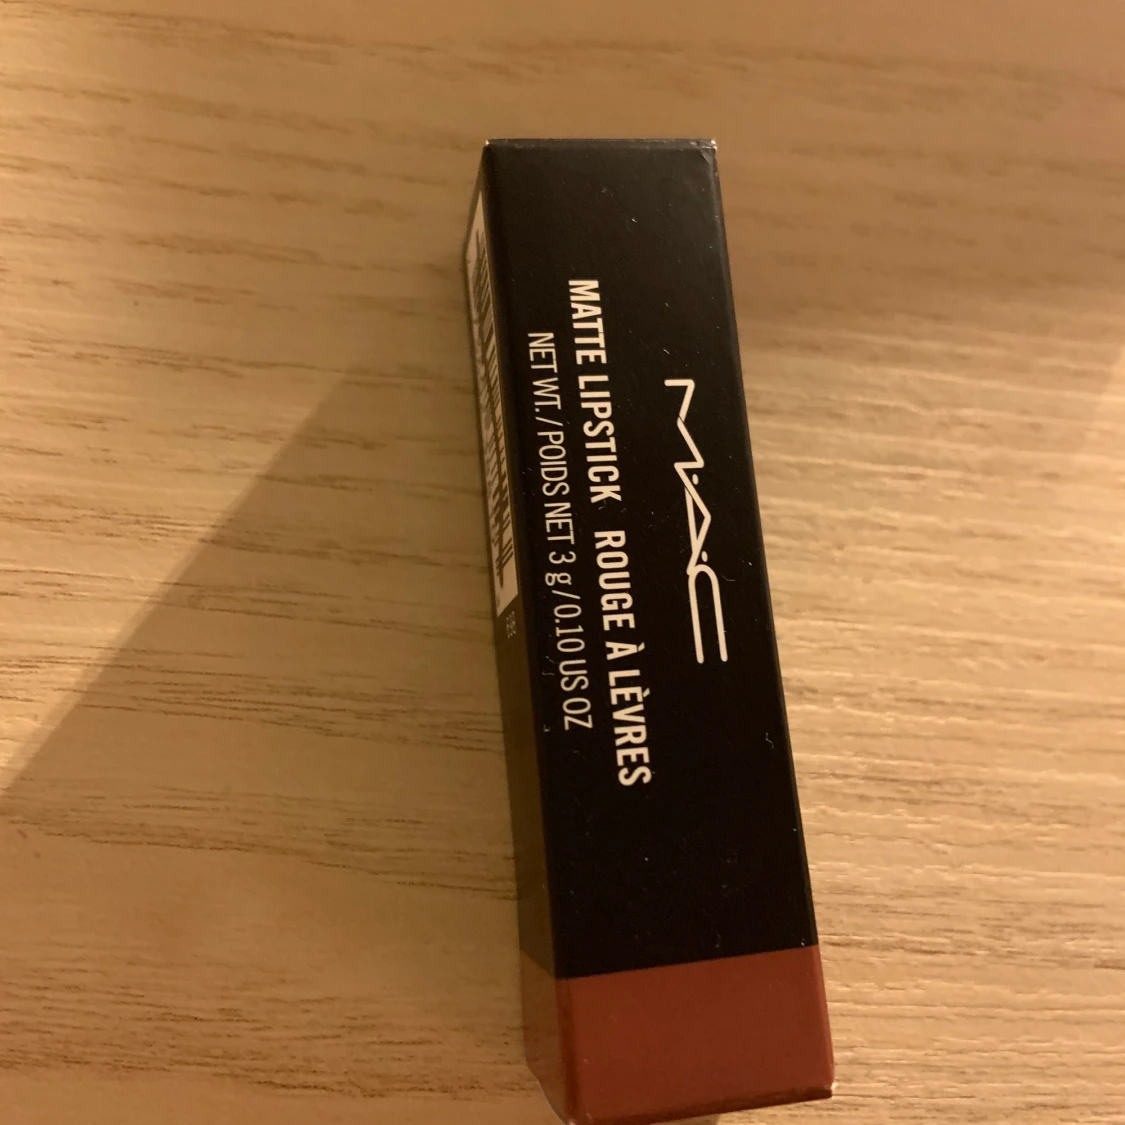 M·A·C
MATTE LIPSTICK ROUGE À LÈVRES
NET WT. / POIDS NET 3 g / 0.10 US OZ